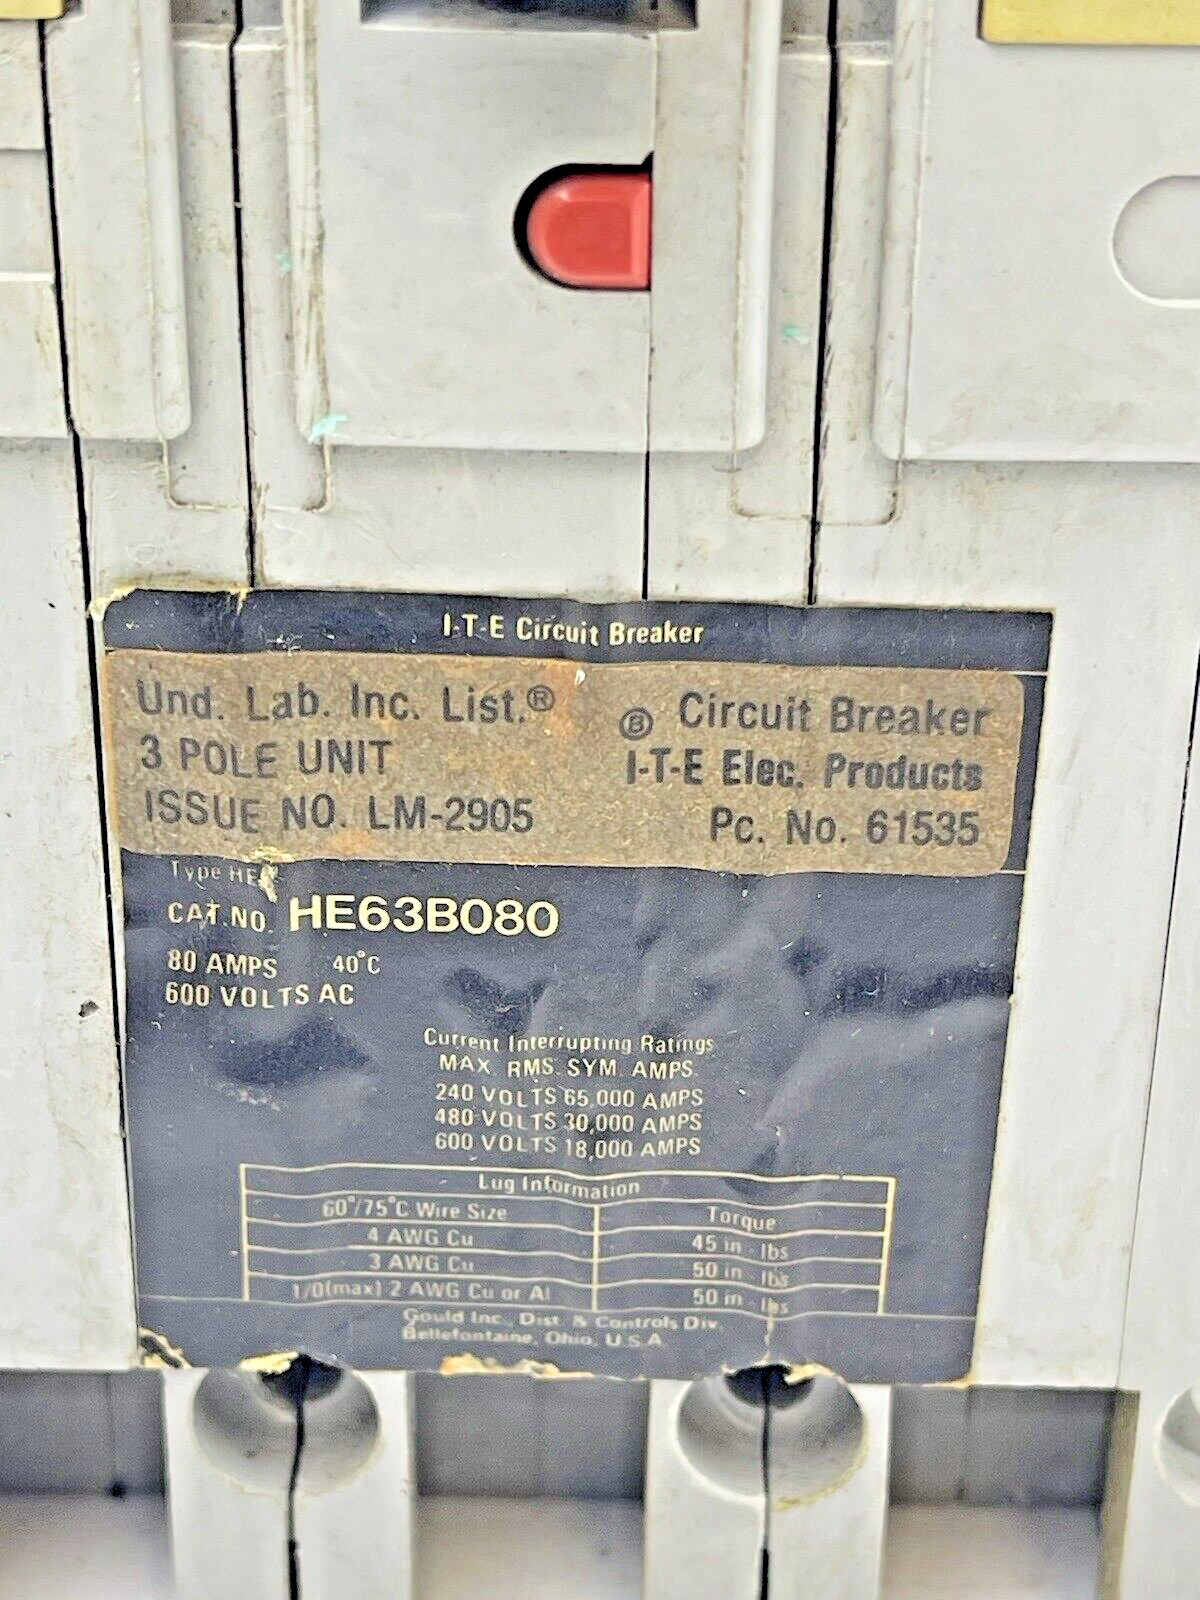 I-T-E Circuit Breaker
Und. Lab. Inc. List.® ® Circuit Breaker
3 POLE UNIT I-T-E Elec. Products
ISSUE NO. LM-2905 Pc. No. 61535
Type
CAT.NO. HE63B080
80 AMPS 40°C
600 VOLTS AC
Current Interrupting Ratings
MAX. RMS. SYM. AMPS.
240 VOLTS 65,000 AMPS
480 VOLTS 30,000 AMPS
600 VOLTS 18,000 AMPS
Lug Information
60°/75°C Wire Size Torque
4 AWG Cu 45 in - lbs
3 AWG Cu 50 in - lbs
1/0(max) 2 AWG Cu or Al 50 in - lbs
Gould Inc., Dist. & Controls Div.
Bellefontaine, Ohio, U.S.A.